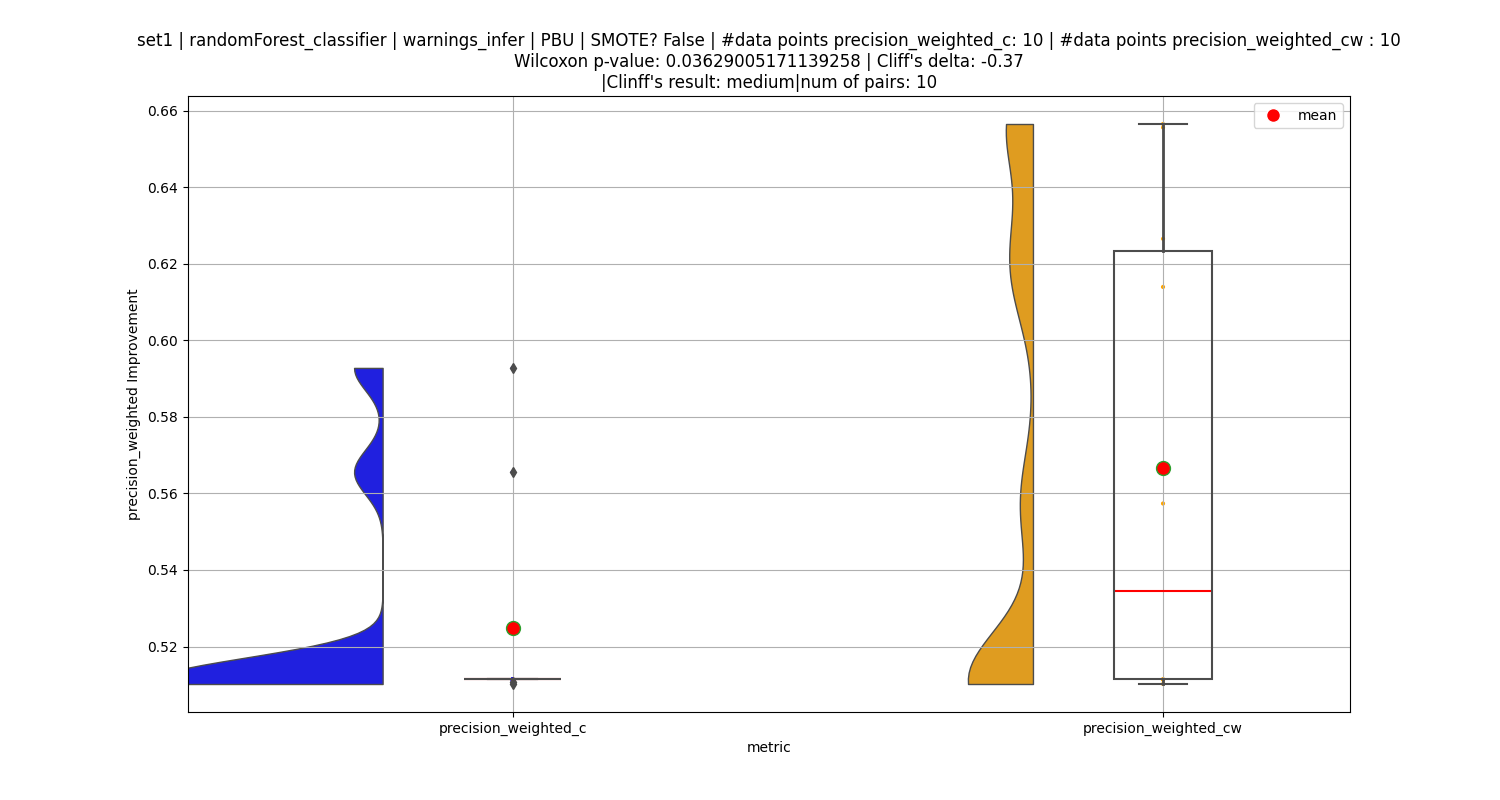 set1 | randomForest_classifier | warnings_infer | PBU | SMOTE? False | #data points precision_weighted_c: 10 | #data points precision_weighted_cw : 10
Wilcoxon p-value: 0.03629005171139258 | Cliff's delta: -0.37
|Clinff's result: medium|num of pairs: 10
mean
0.66
0.64
0.62
0.60
0.58
0.56
0.54
0.52
precision_weighted Improvement
precision_weighted_c
precision_weighted_cw
metric